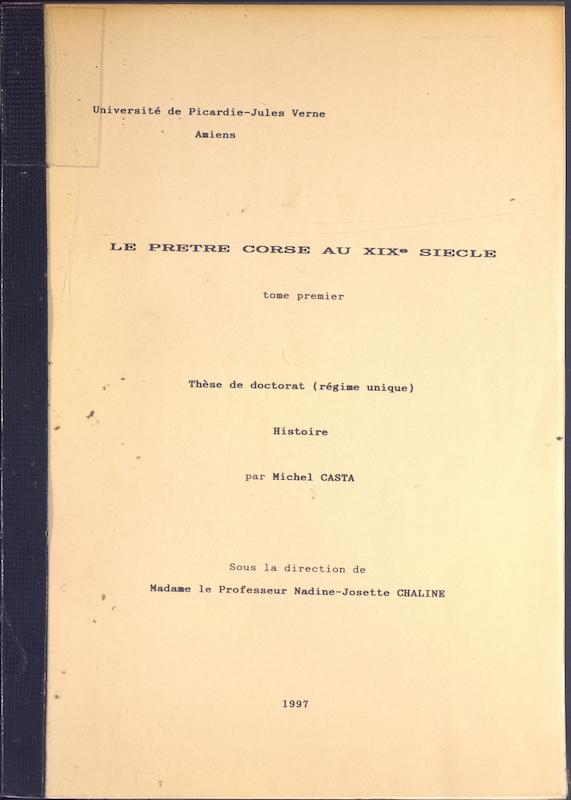 Université de Picardie-Jules Verne
Amiens
LE PRETRE CORSE AU XIXe SIECLE
tome premier
Thèse de doctorat (régime unique)
Histoire
par Michel CASTA
Sous la direction de
Madame le Professeur Nadine-Josette CHALINE
1997